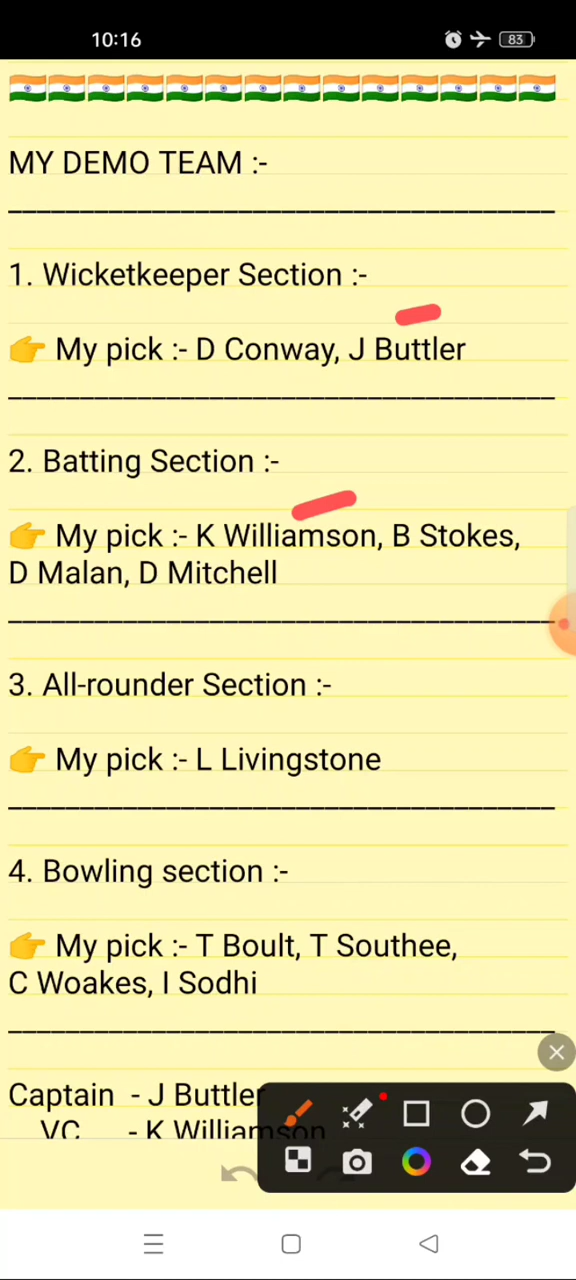 10:16
83
MY DEMO TEAM :-
1. Wicketkeeper Section :-
👉 My pick :- D Conway, J Buttler
2. Batting Section :-
👉 My pick :- K Williamson, B Stokes,
D Malan, D Mitchell
3. All-rounder Section :-
👉 My pick :- L Livingstone
4. Bowling section :-
👉 My pick :- T Boult, T Southee,
C Woakes, I Sodhi
Captain - J Buttler
VC - K Williamson